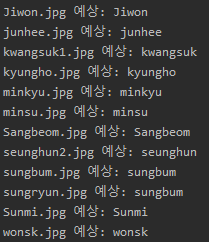 Jiwon.jpg 예상: Jiwon
junhee.jpg 예상: junhee
kwangsuk1.jpg 예상: kwangsuk
kyungho.jpg 예상: kyungho
minkyu.jpg 예상: minkyu
minsu.jpg 예상: minsu
Sangbeom.jpg 예상: Sangbeom
seunghun2.jpg 예상: seunghun
sungbum.jpg 예상: sungbum
sungryun.jpg 예상: sungbum
Sunmi.jpg 예상: Sunmi
wonsk.jpg 예상: wonsk